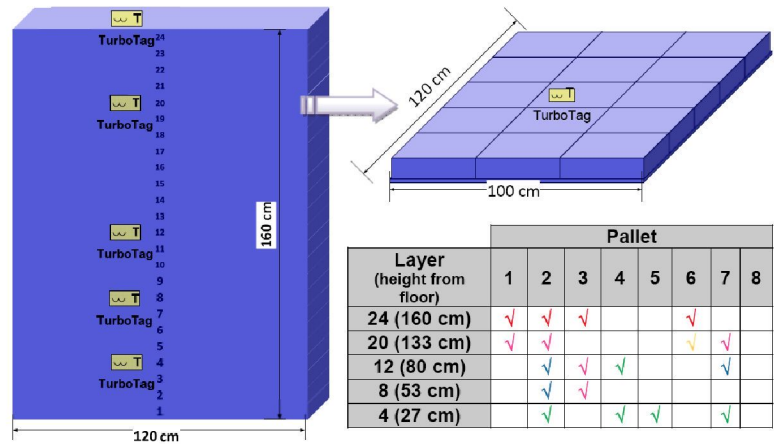 T
TurboTag 24
23
22
21
T 20
TurboTag 19
18
17
16
15
14
13
T 12
TurboTag 11
10
9
T 8
TurboTag 7
6
5
T 4
TurboTag 3
2
1
160 cm
120 cm
120 cm
T
TurboTag
100 cm
Pallet
Layer
(height from
floor)
1 2 3 4 5 6 7 8
24 (160 cm) √ √ √ √
20 (133 cm) √ √ √ √
12 (80 cm) √ √ √ √
8 (53 cm) √ √
4 (27 cm) √ √ √ √